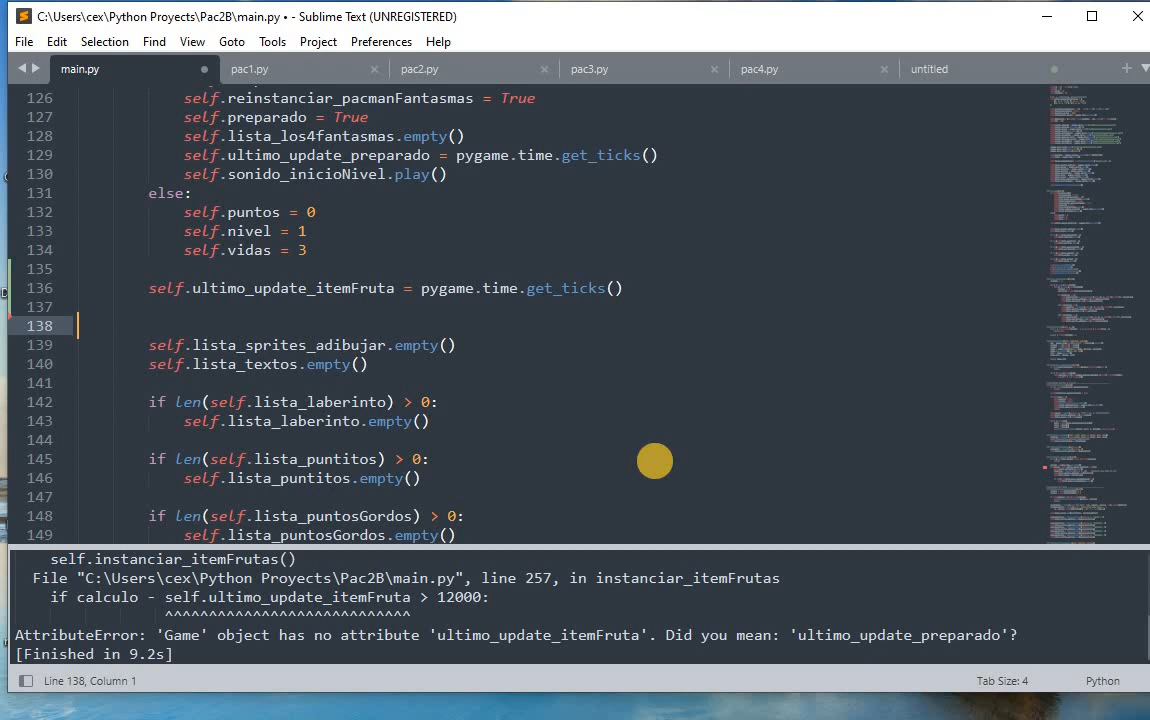 C:\Users\cex\Python Proyects\Pac2B\main.py • - Sublime Text (UNREGISTERED)
File Edit Selection Find View Goto Tools Project Preferences Help
main.py pac1.py pac2.py pac3.py pac4.py untitled
126 self.reinstanciar_pacmanFantasmas = True
127 self.preparado = True
128 self.lista_los4fantasmas.empty()
129 self.ultimo_update_preparado = pygame.time.get_ticks()
130 self.sonido_inicioNivel.play()
131 else:
132 self.puntos = 0
133 self.nivel = 1
134 self.vidas = 3
135
136 self.ultimo_update_itemFruta = pygame.time.get_ticks()
137
138
139 self.lista_sprites_adibujar.empty()
140 self.lista_textos.empty()
141
142 if len(self.lista_laberinto) > 0:
143 self.lista_laberinto.empty()
144
145 if len(self.lista_puntitos) > 0:
146 self.lista_puntitos.empty()
147
148 if len(self.lista_puntosGordos) > 0:
149 self.lista_puntosGordos.empty()
self.instanciar_itemFrutas()
File "C:\Users\cex\Python Proyects\Pac2B\main.py", line 257, in instanciar_itemFrutas
if calculo - self.ultimo_update_itemFruta > 12000:
^^^^^^^^^^^^^^^^^^^^^^^^^^^^
AttributeError: 'Game' object has no attribute 'ultimo_update_itemFruta'. Did you mean: 'ultimo_update_preparado'?
[Finished in 9.2s]
Line 138, Column 1 Tab Size: 4 Python